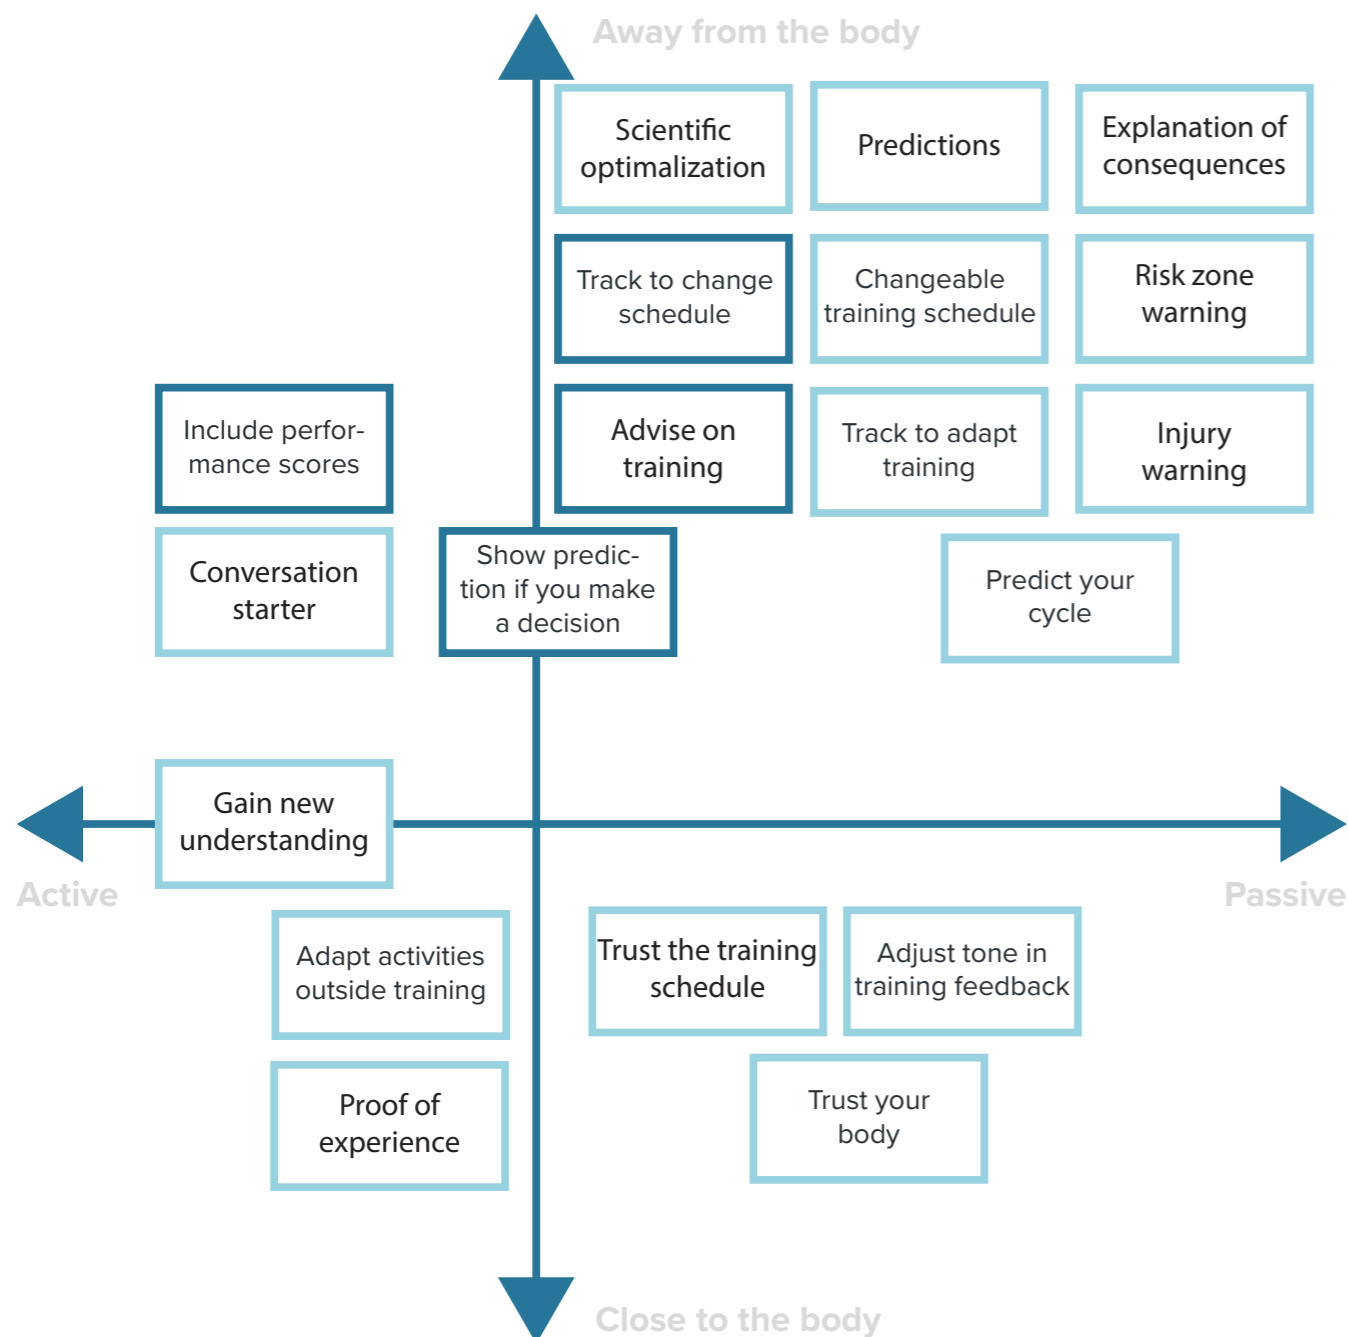 Away from the body
Scientific
optimalization
Predictions
Explanation of
consequences
Track to change
schedule
Changeable
training schedule
Risk zone
warning
Include perfor-
mance scores
Advise on
training
Track to adapt
training
Injury
warning
Conversation
starter
Show predic-
tion if you make
a decision
Predict your
cycle
Gain new
understanding
Active
Passive
Adapt activities
outside training
Trust the training
schedule
Adjust tone in
training feedback
Proof of
experience
Trust your
body
Close to the body